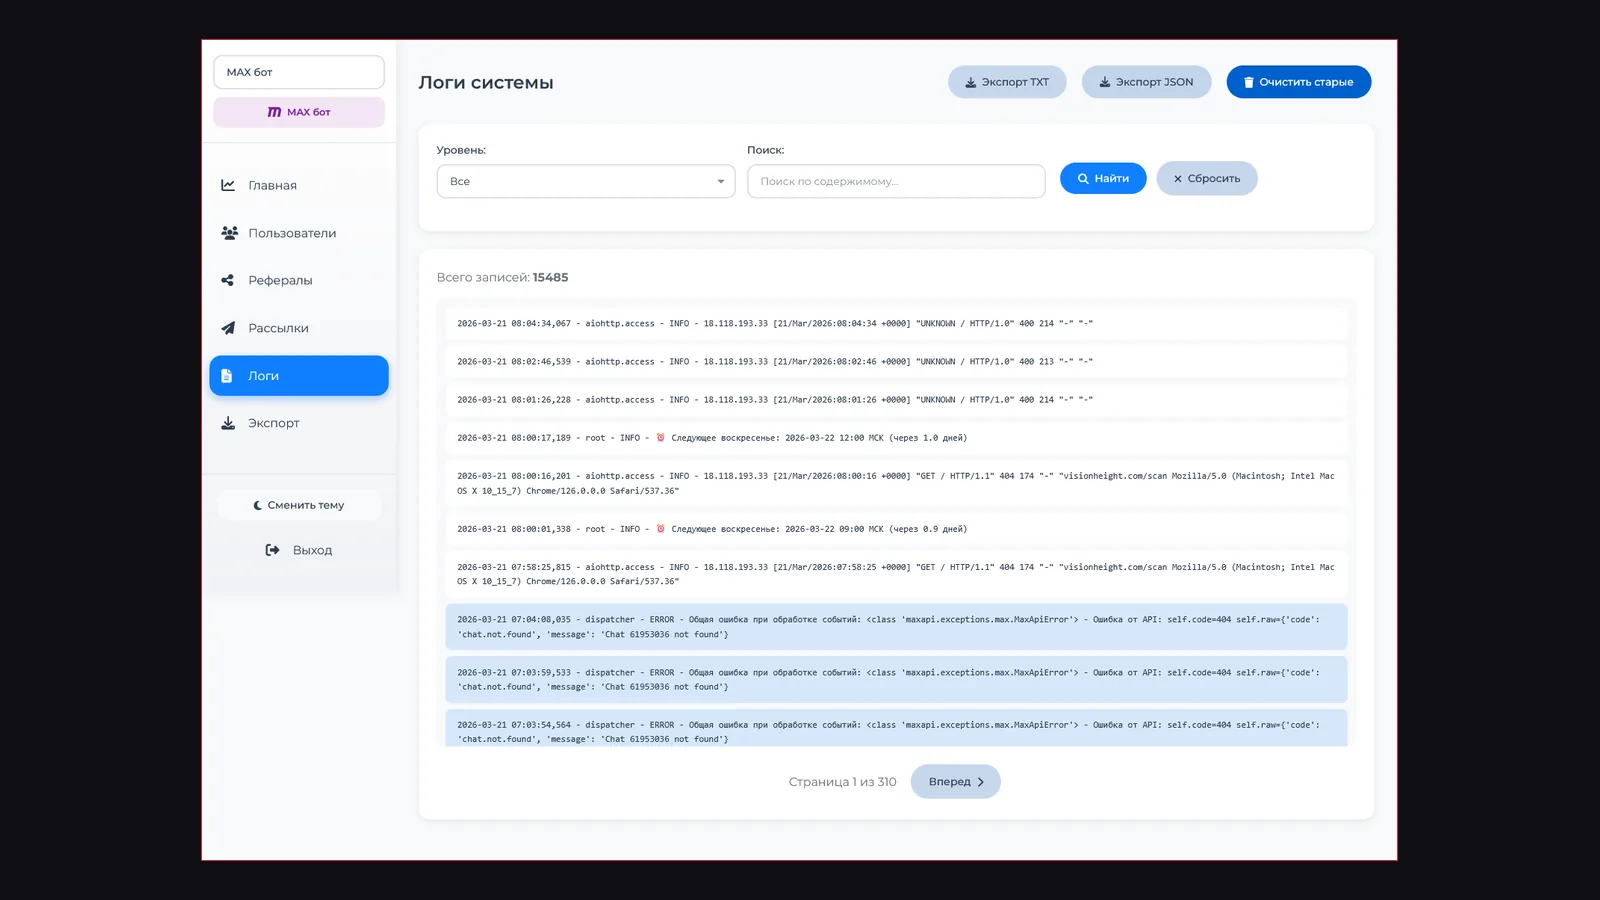 MAX бот
MAX бот
Главная
Пользователи
Рефералы
Рассылки
Логи
Экспорт
Сменить тему
Выход
Логи системы
Экспорт TXT
Экспорт JSON
Очистить старые
Уровень:
Все
Поиск:
Поиск по содержимому...
Найти
Сбросить
Всего записей: 15485
2026-03-21 08:04:34,067 - aiohttp.access - INFO - 18.118.193.33 [21/Mar/2026:08:04:34 +0000] "UNKNOWN / HTTP/1.0" 400 214 "-" "-"
2026-03-21 08:02:46,539 - aiohttp.access - INFO - 18.118.193.33 [21/Mar/2026:08:02:46 +0000] "UNKNOWN / HTTP/1.0" 400 213 "-" "-"
2026-03-21 08:01:26,228 - aiohttp.access - INFO - 18.118.193.33 [21/Mar/2026:08:01:26 +0000] "UNKNOWN / HTTP/1.0" 400 214 "-" "-"
2026-03-21 08:00:17,189 - root - INFO - ⏰ Следующее воскресенье: 2026-03-22 12:00 МСК (через 1.0 дней)
2026-03-21 08:00:16,201 - aiohttp.access - INFO - 18.118.193.33 [21/Mar/2026:08:00:16 +0000] "GET / HTTP/1.1" 404 174 "-" "visionheight.com/scan Mozilla/5.0 (Macintosh; Intel Mac
OS X 10_15_7) Chrome/126.0.0.0 Safari/537.36"
2026-03-21 08:00:01,338 - root - INFO - ⏰ Следующее воскресенье: 2026-03-22 09:00 МСК (через 0.9 дней)
2026-03-21 07:58:25,815 - aiohttp.access - INFO - 18.118.193.33 [21/Mar/2026:07:58:25 +0000] "GET / HTTP/1.1" 404 174 "-" "visionheight.com/scan Mozilla/5.0 (Macintosh; Intel Mac
OS X 10_15_7) Chrome/126.0.0.0 Safari/537.36"
2026-03-21 07:04:08,035 - dispatcher - ERROR - Общая ошибка при обработке событий: <class 'maxapi.exceptions.max.MaxApiError'> - Ошибка от API: self.code=404 self.raw={'code':
'chat.not.found', 'message': 'Chat 61953036 not found'}
2026-03-21 07:03:59,533 - dispatcher - ERROR - Общая ошибка при обработке событий: <class 'maxapi.exceptions.max.MaxApiError'> - Ошибка от API: self.code=404 self.raw={'code':
'chat.not.found', 'message': 'Chat 61953036 not found'}
2026-03-21 07:03:54,564 - dispatcher - ERROR - Общая ошибка при обработке событий: <class 'maxapi.exceptions.max.MaxApiError'> - Ошибка от API: self.code=404 self.raw={'code':
'chat.not.found', 'message': 'Chat 61953036 not found'}
Страница 1 из 310
Вперед